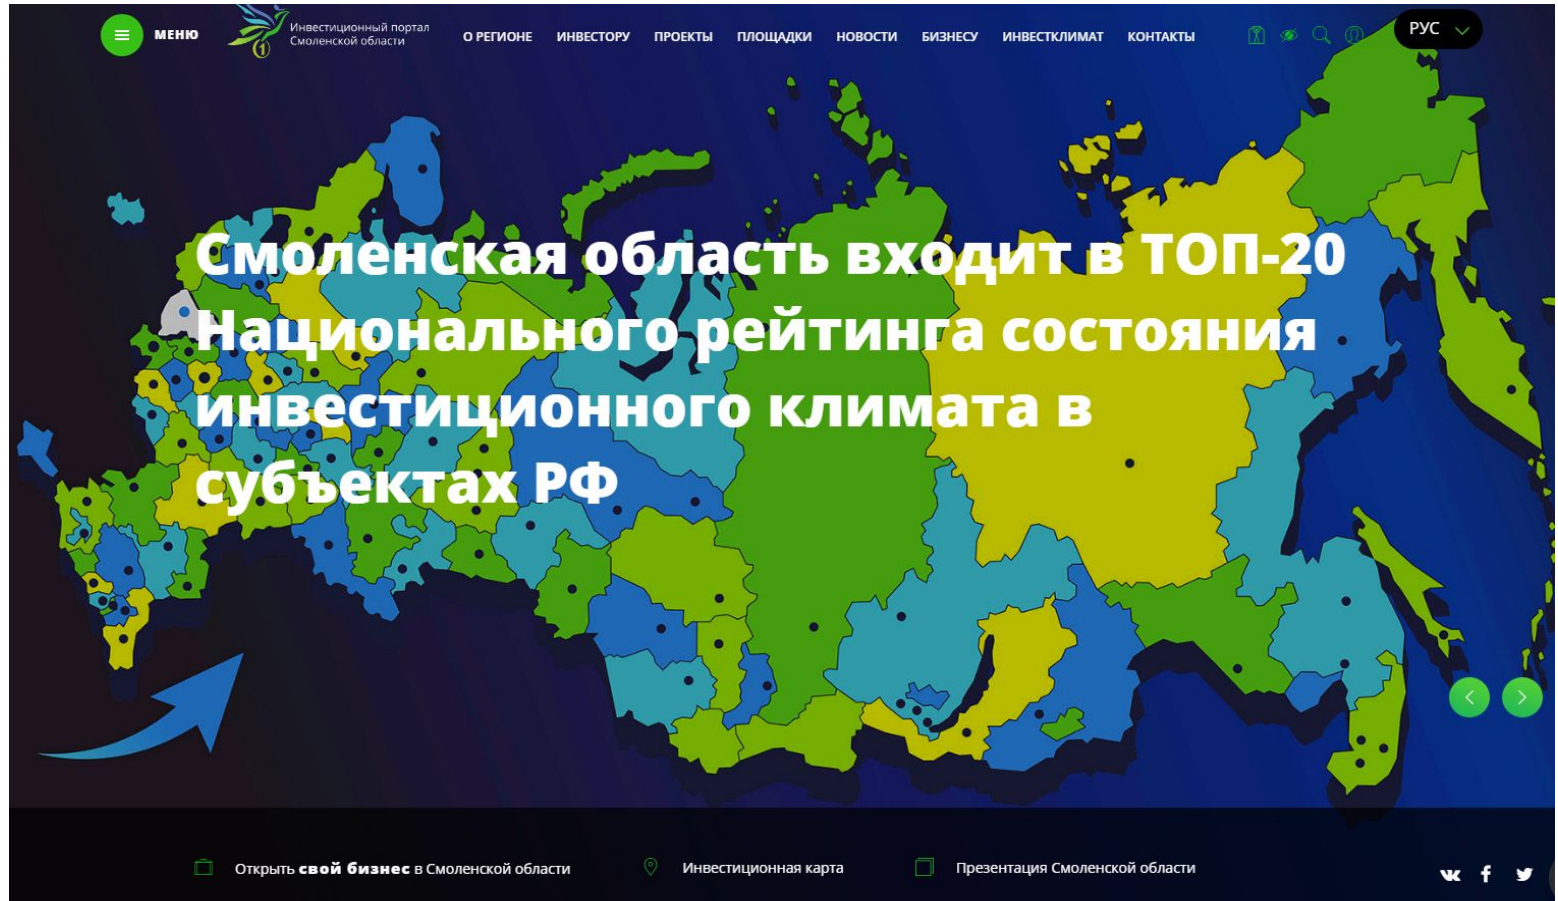 МЕНЮ
Инвестиционный портал
Смоленской области
О РЕГИОНЕ ИНВЕСТОРУ ПРОЕКТЫ ПЛОЩАДКИ НОВОСТИ БИЗНЕСУ ИНВЕСТКЛИМАТ КОНТАКТЫ
РУС
Смоленская область входит в ТОП-20
Национального рейтинга состояния
инвестиционного климата в
субъектах РФ
Открыть свой бизнес в Смоленской области
Инвестиционная карта
Презентация Смоленской области